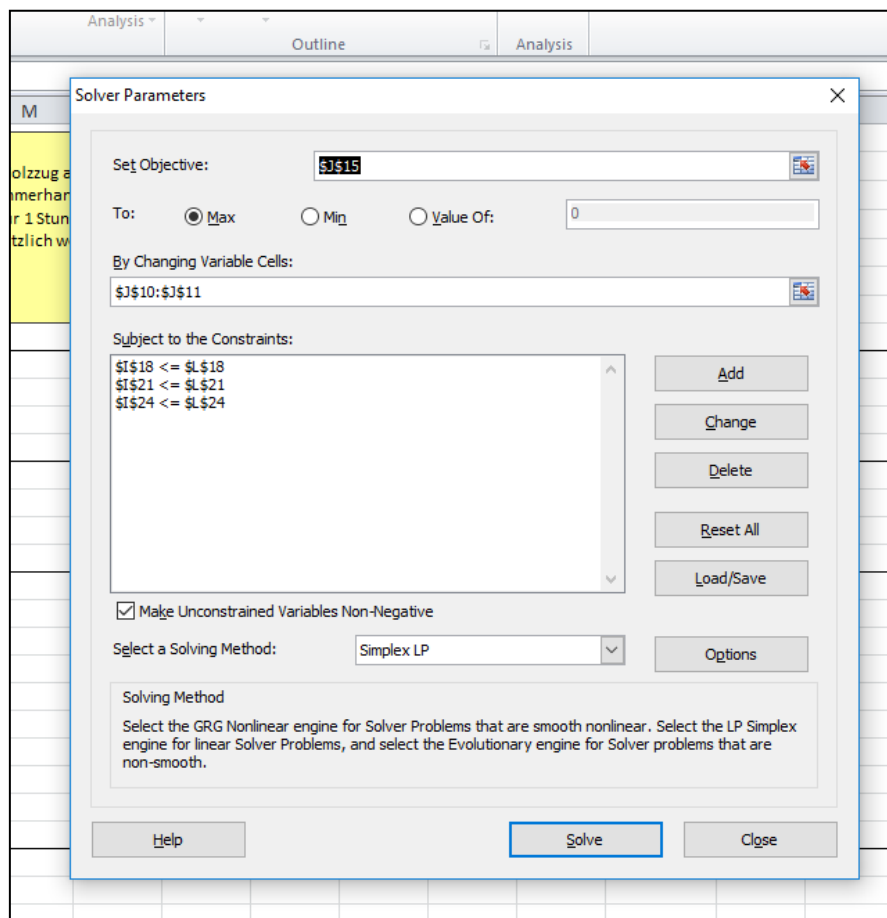 Analysis
Outline
Analysis
Solver Parameters
M
Set Objective:
$J$15
To:
Max
Min
Value Of:
0
By Changing Variable Cells:
$J$10:$J$11
Subject to the Constraints:
$I$18 <= $L$18
$I$21 <= $L$21
$I$24 <= $L$24
Add
Change
Delete
Reset All
Load/Save
Make Unconstrained Variables Non-Negative
Select a Solving Method:
Simplex LP
Options
Solving Method
Select the GRG Nonlinear engine for Solver Problems that are smooth nonlinear. Select the LP Simplex
engine for linear Solver Problems, and select the Evolutionary engine for Solver problems that are
non-smooth.
Help
Solve
Close
olzzug a
merhan
r 1 Stun
tzlich w